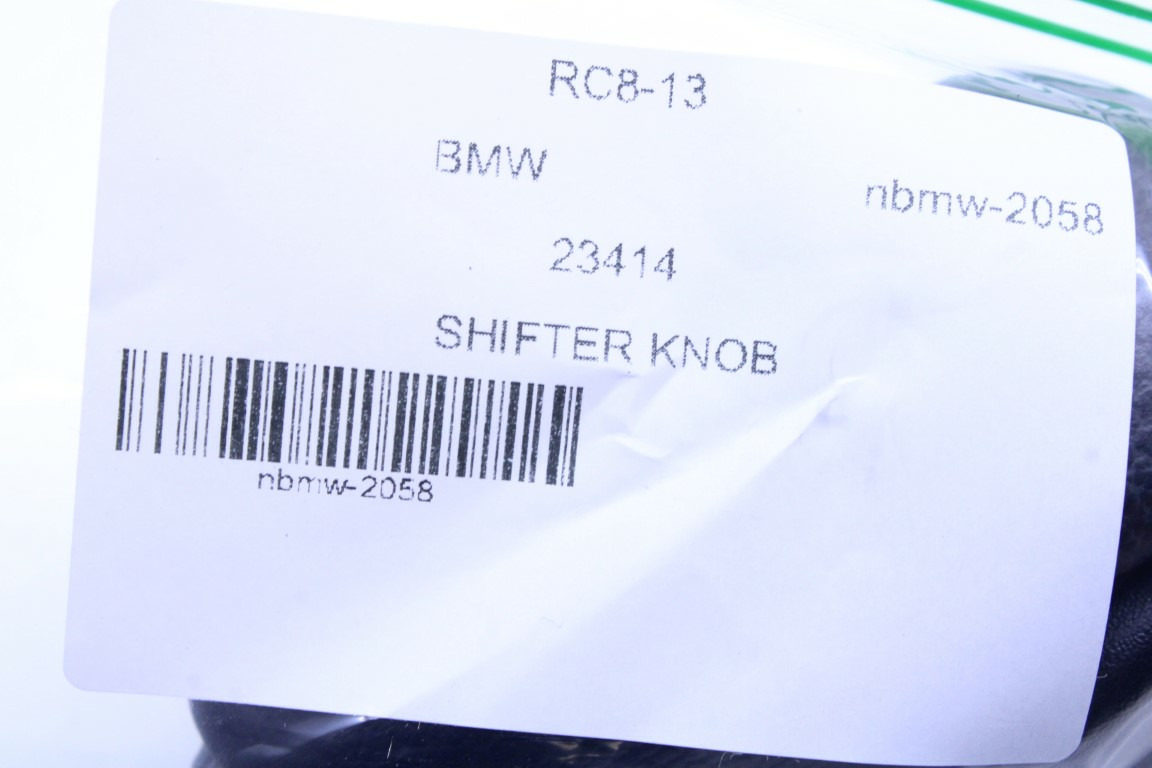 RC8-13
BMW
nbmw-2058
23414
SHIFTER KNOB
nbmw-2058